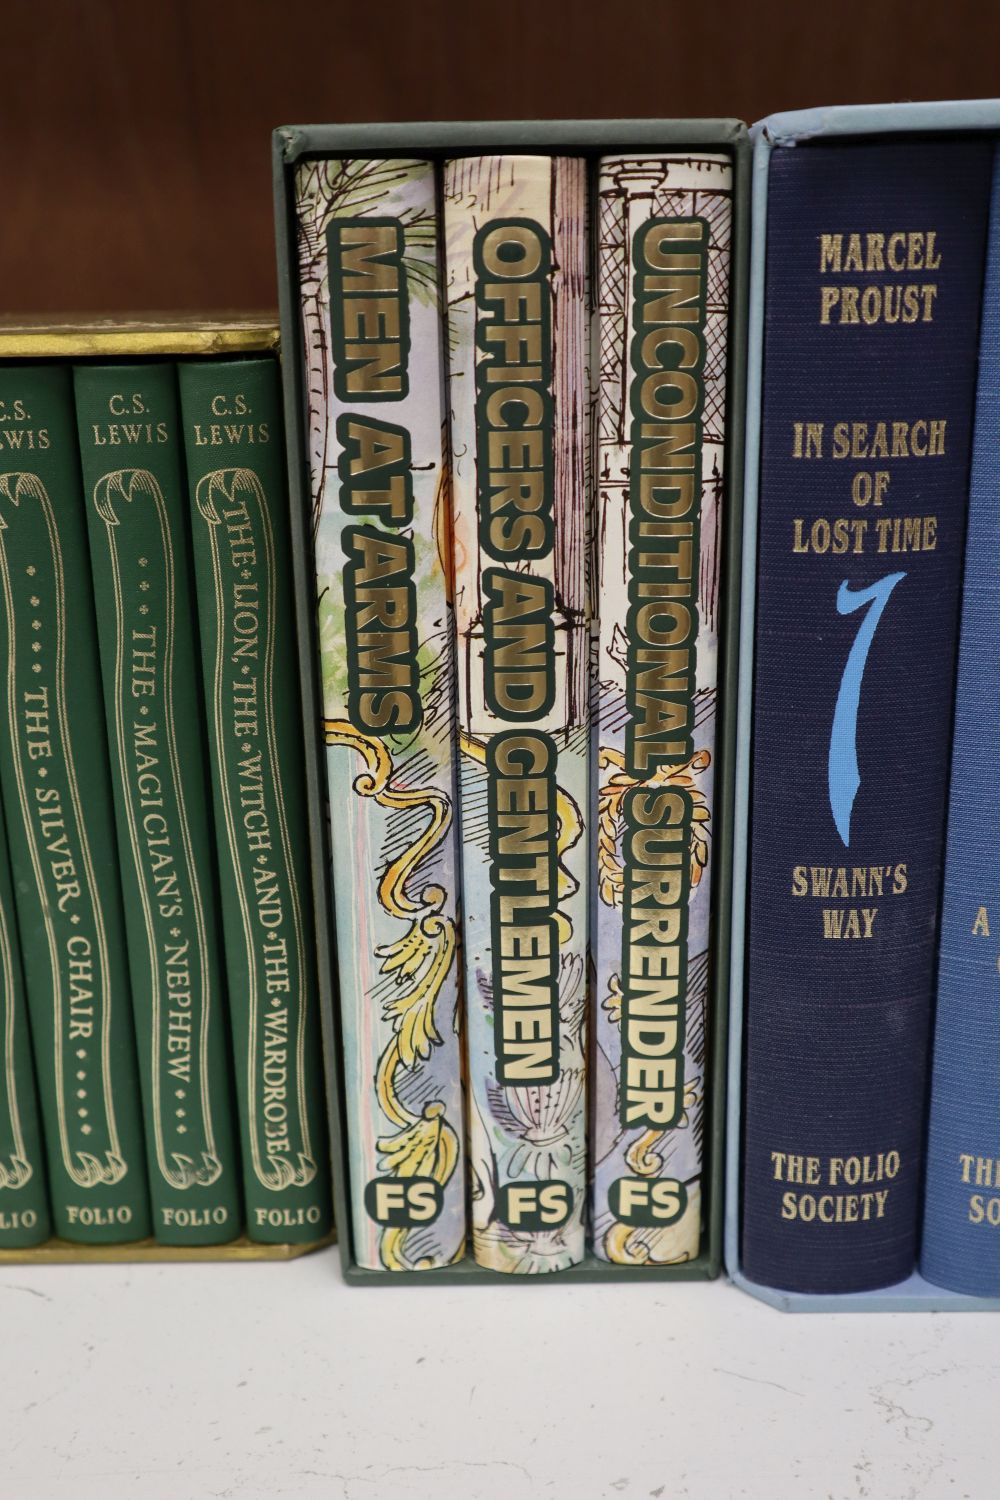 LEWIS
THE • SILVER • CHAIR
FOLIO
C.S.
LEWIS
THE • MAGICIAN'S • NEPHEW
FOLIO
C.S.
LEWIS
THE • LION, • THE • WITCH • AND • THE • WARDROBE
FOLIO
MEN AT ARMS
FS
OFFICERS AND GENTLEMEN
FS
UNCONDITIONAL SURRENDER
FS
MARCEL
PROUST
IN SEARCH
OF
LOST TIME
1
SWANN'S
WAY
THE FOLIO
SOCIETY
A